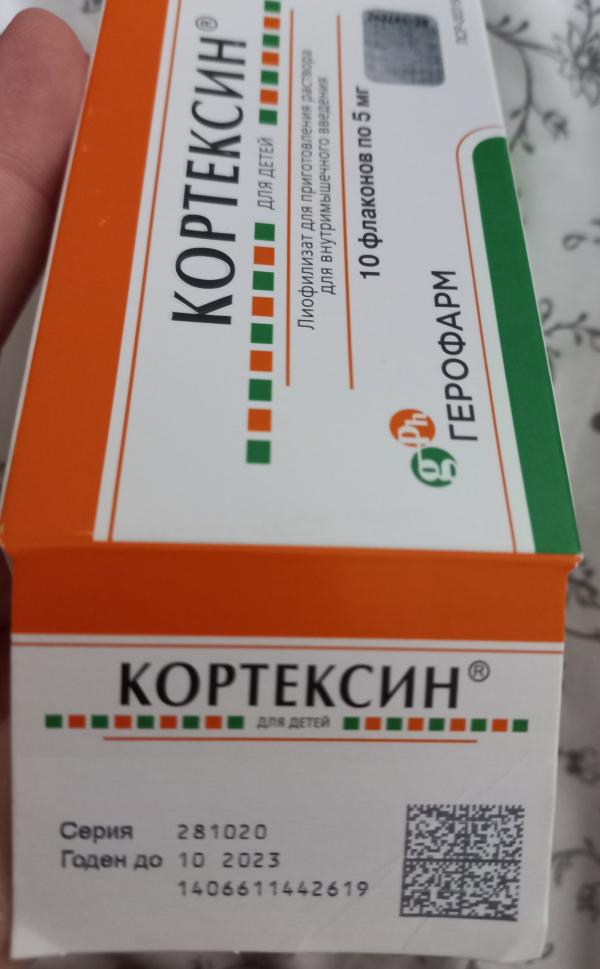 КОРТЕКСИН®
ДЛЯ ДЕТЕЙ
Лиофилизат для приготовления раствора
для внутримышечного введения
10 флаконов по 5 мг
gPh
ГЕРОФАРМ
КОРТЕКСИН®
ДЛЯ ДЕТЕЙ
Серия 281020
Годен до 10 2023
1406611442619